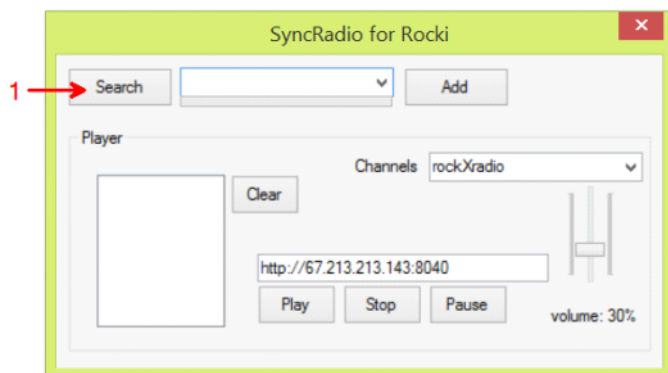 SyncRadio for Rocki
1
Search
Add
Player
Channels rockXradio
Clear
http://67.213.213.143:8040
Play Stop Pause
volume: 30%